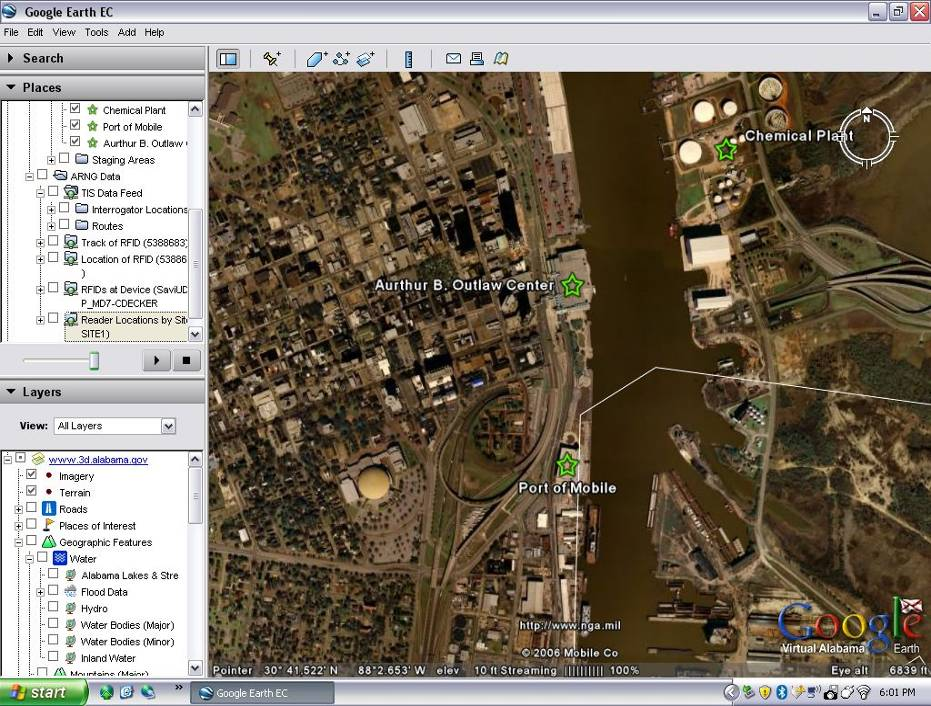 Google Earth EC
File Edit View Tools Add Help
Search
Places
Chemical Plant
Port of Mobile
Aurthur B. Outlaw
Staging Areas
ARNG Data
TIS Data Feed
Interrogator Locations
Routes
Track of RFID (5388683)
Location of RFID (53886
)
RFIDs at Device (SaviUD
P_MD7-CDECKER
Reader Locations by Sit
SITE1)
Layers
View: All Layers
www.3d.alabama.gov
Imagery
Terrain
Roads
Places of Interest
Geographic Features
Water
Alabama Lakes & Stre
Flood Data
Hydro
Water Bodies (Major)
Water Bodies (Minor)
Inland Water
Mountains (Major)
Chemical Plant
N
Aurthur B. Outlaw Center
Port of Mobile
http://www.nga.mil
© 2006 Mobile Co
Google
Virtual Alabama Earth
Pointer 30° 41.522' N 88° 2.653' W elev 10 ft Streaming |||||||||| 100% Eye alt 6839 ft
start
Google Earth EC
6:01 PM